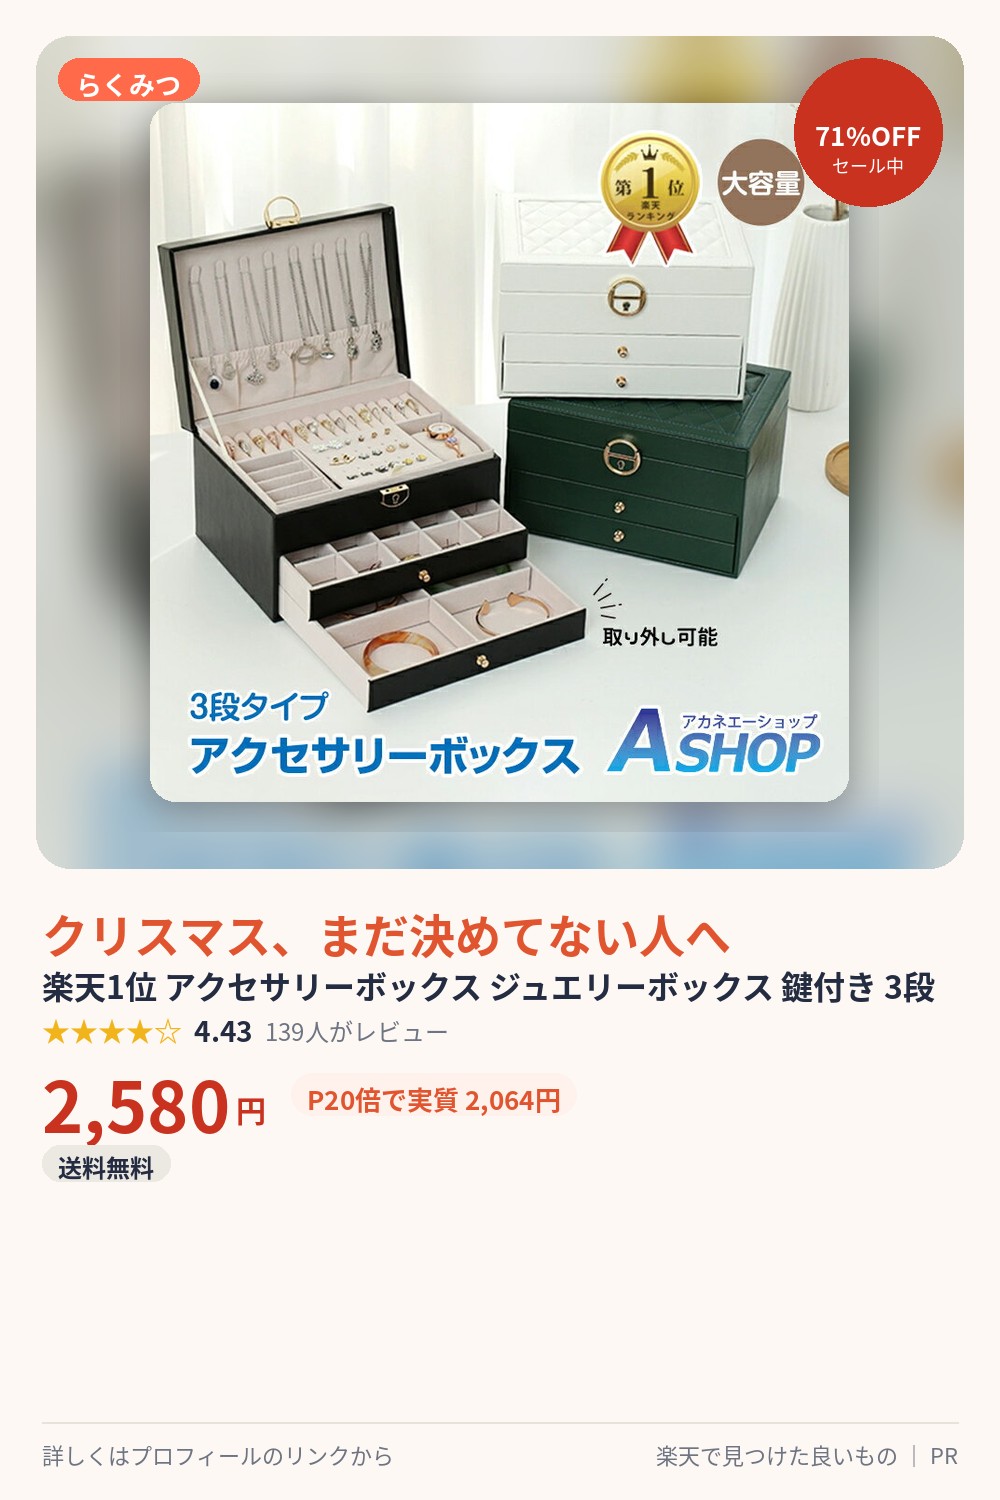 らくみつ
71%OFF
セール中
第1位
楽天
ランキング
大容量
取り外し可能
3段タイプ
アクセサリーボックス
アカネエーショップ
A SHOP
クリスマス、まだ決めてない人へ
楽天1位 アクセサリーボックス ジュエリーボックス 鍵付き 3段
★★★★☆ 4.43 139人がレビュー
2,580円 P20倍で実質 2,064円
送料無料
詳しくはプロフィールのリンクから
楽天で見つけた良いもの｜PR